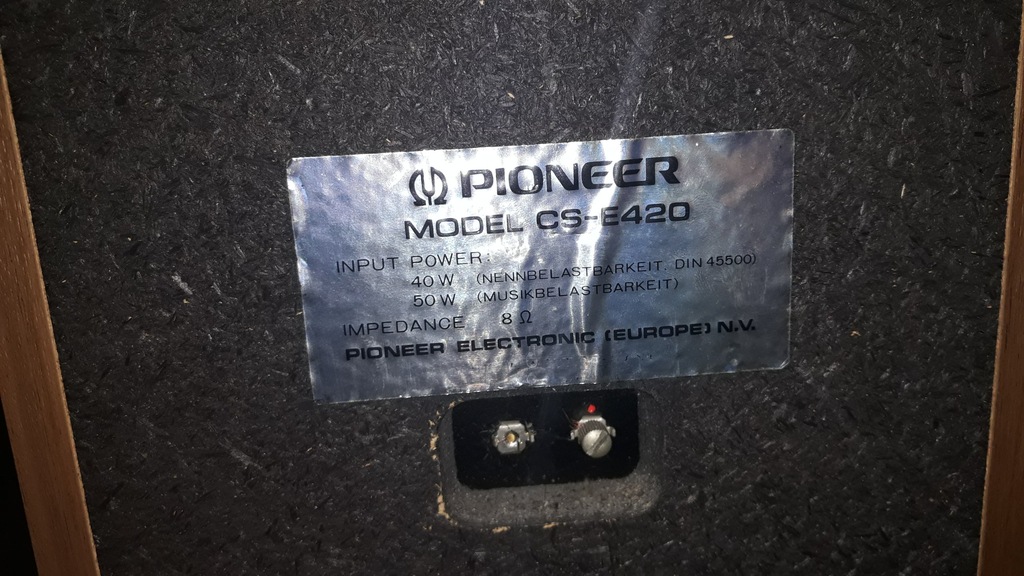 PIONEER
MODEL CS-E420
INPUT POWER:
40 W (NENNBELASTBARKEIT, DIN 45500)
50 W (MUSIKBELASTBARKEIT)
IMPEDANCE 8 Ω
PIONEER ELECTRONIC (EUROPE) N.V.